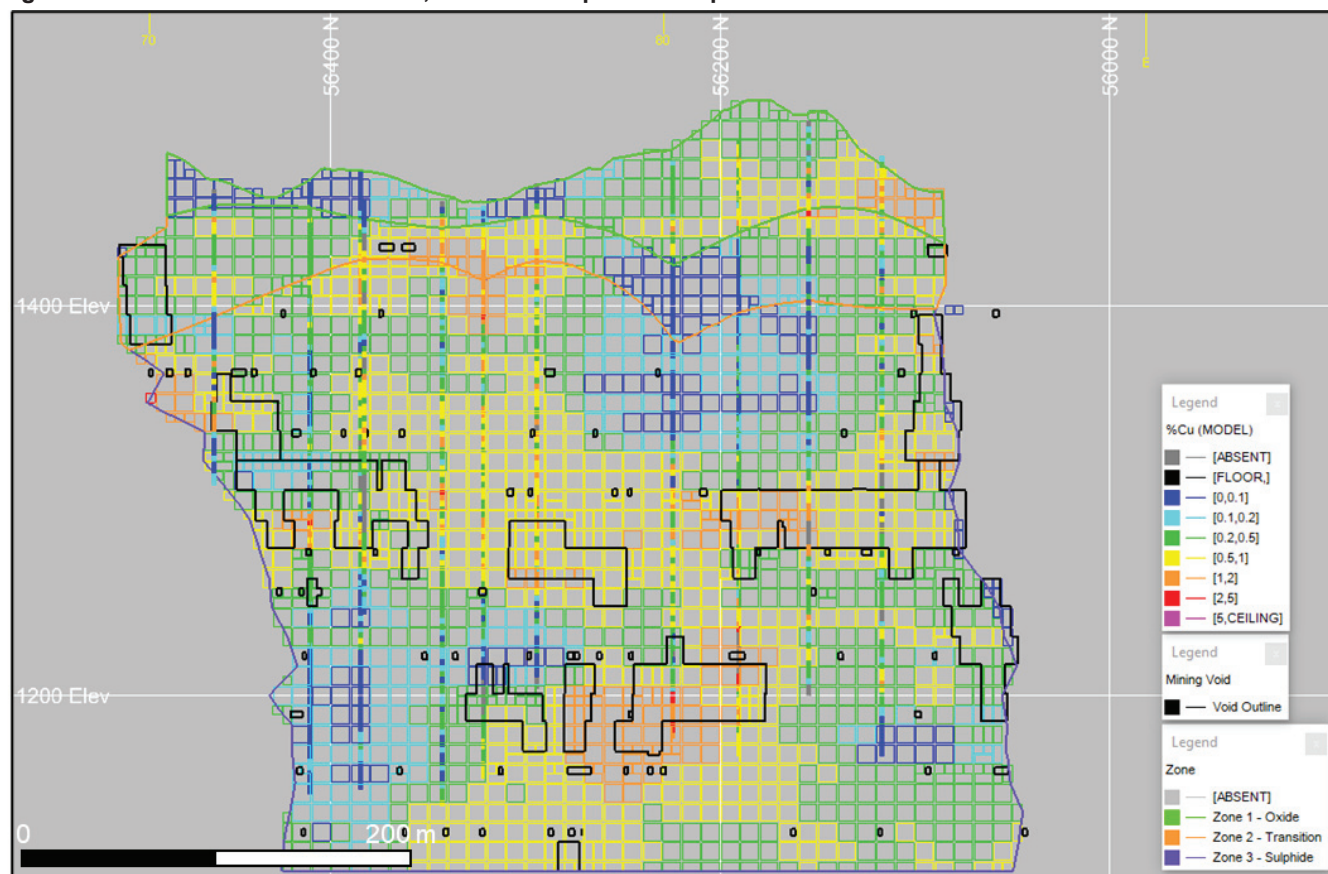 70
80
E
56400 N
56200 N
56000 N
1400 Elev
1200 Elev
0
200 m
Legend
%Cu (MODEL)
[ABSENT]
[FLOOR,]
[0,0.1]
[0.1,0.2]
[0.2,0.5]
[0.5,1]
[1,2]
[2,5]
[5,CEILING]
Legend
Mining Void
Void Outline
Legend
Zone
[ABSENT]
Zone 1 - Oxide
Zone 2 - Transition
Zone 3 - Sulphide